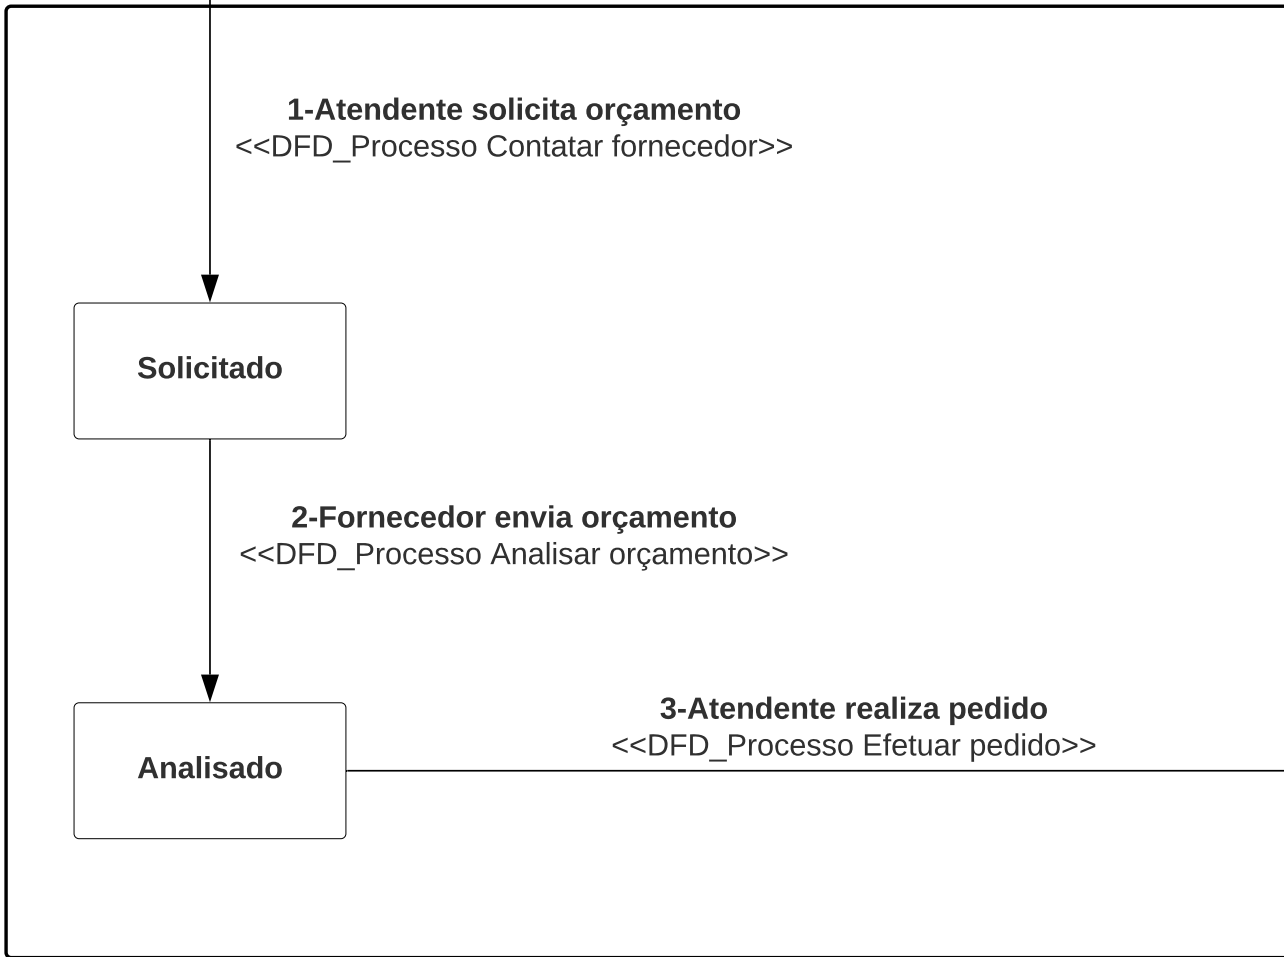 1-Atendente solicita orçamento
<<DFD_Processo Contatar fornecedor>>
Solicitado
2-Fornecedor envia orçamento
<<DFD_Processo Analisar orçamento>>
3-Atendente realiza pedido
<<DFD_Processo Efetuar pedido>>
Analisado